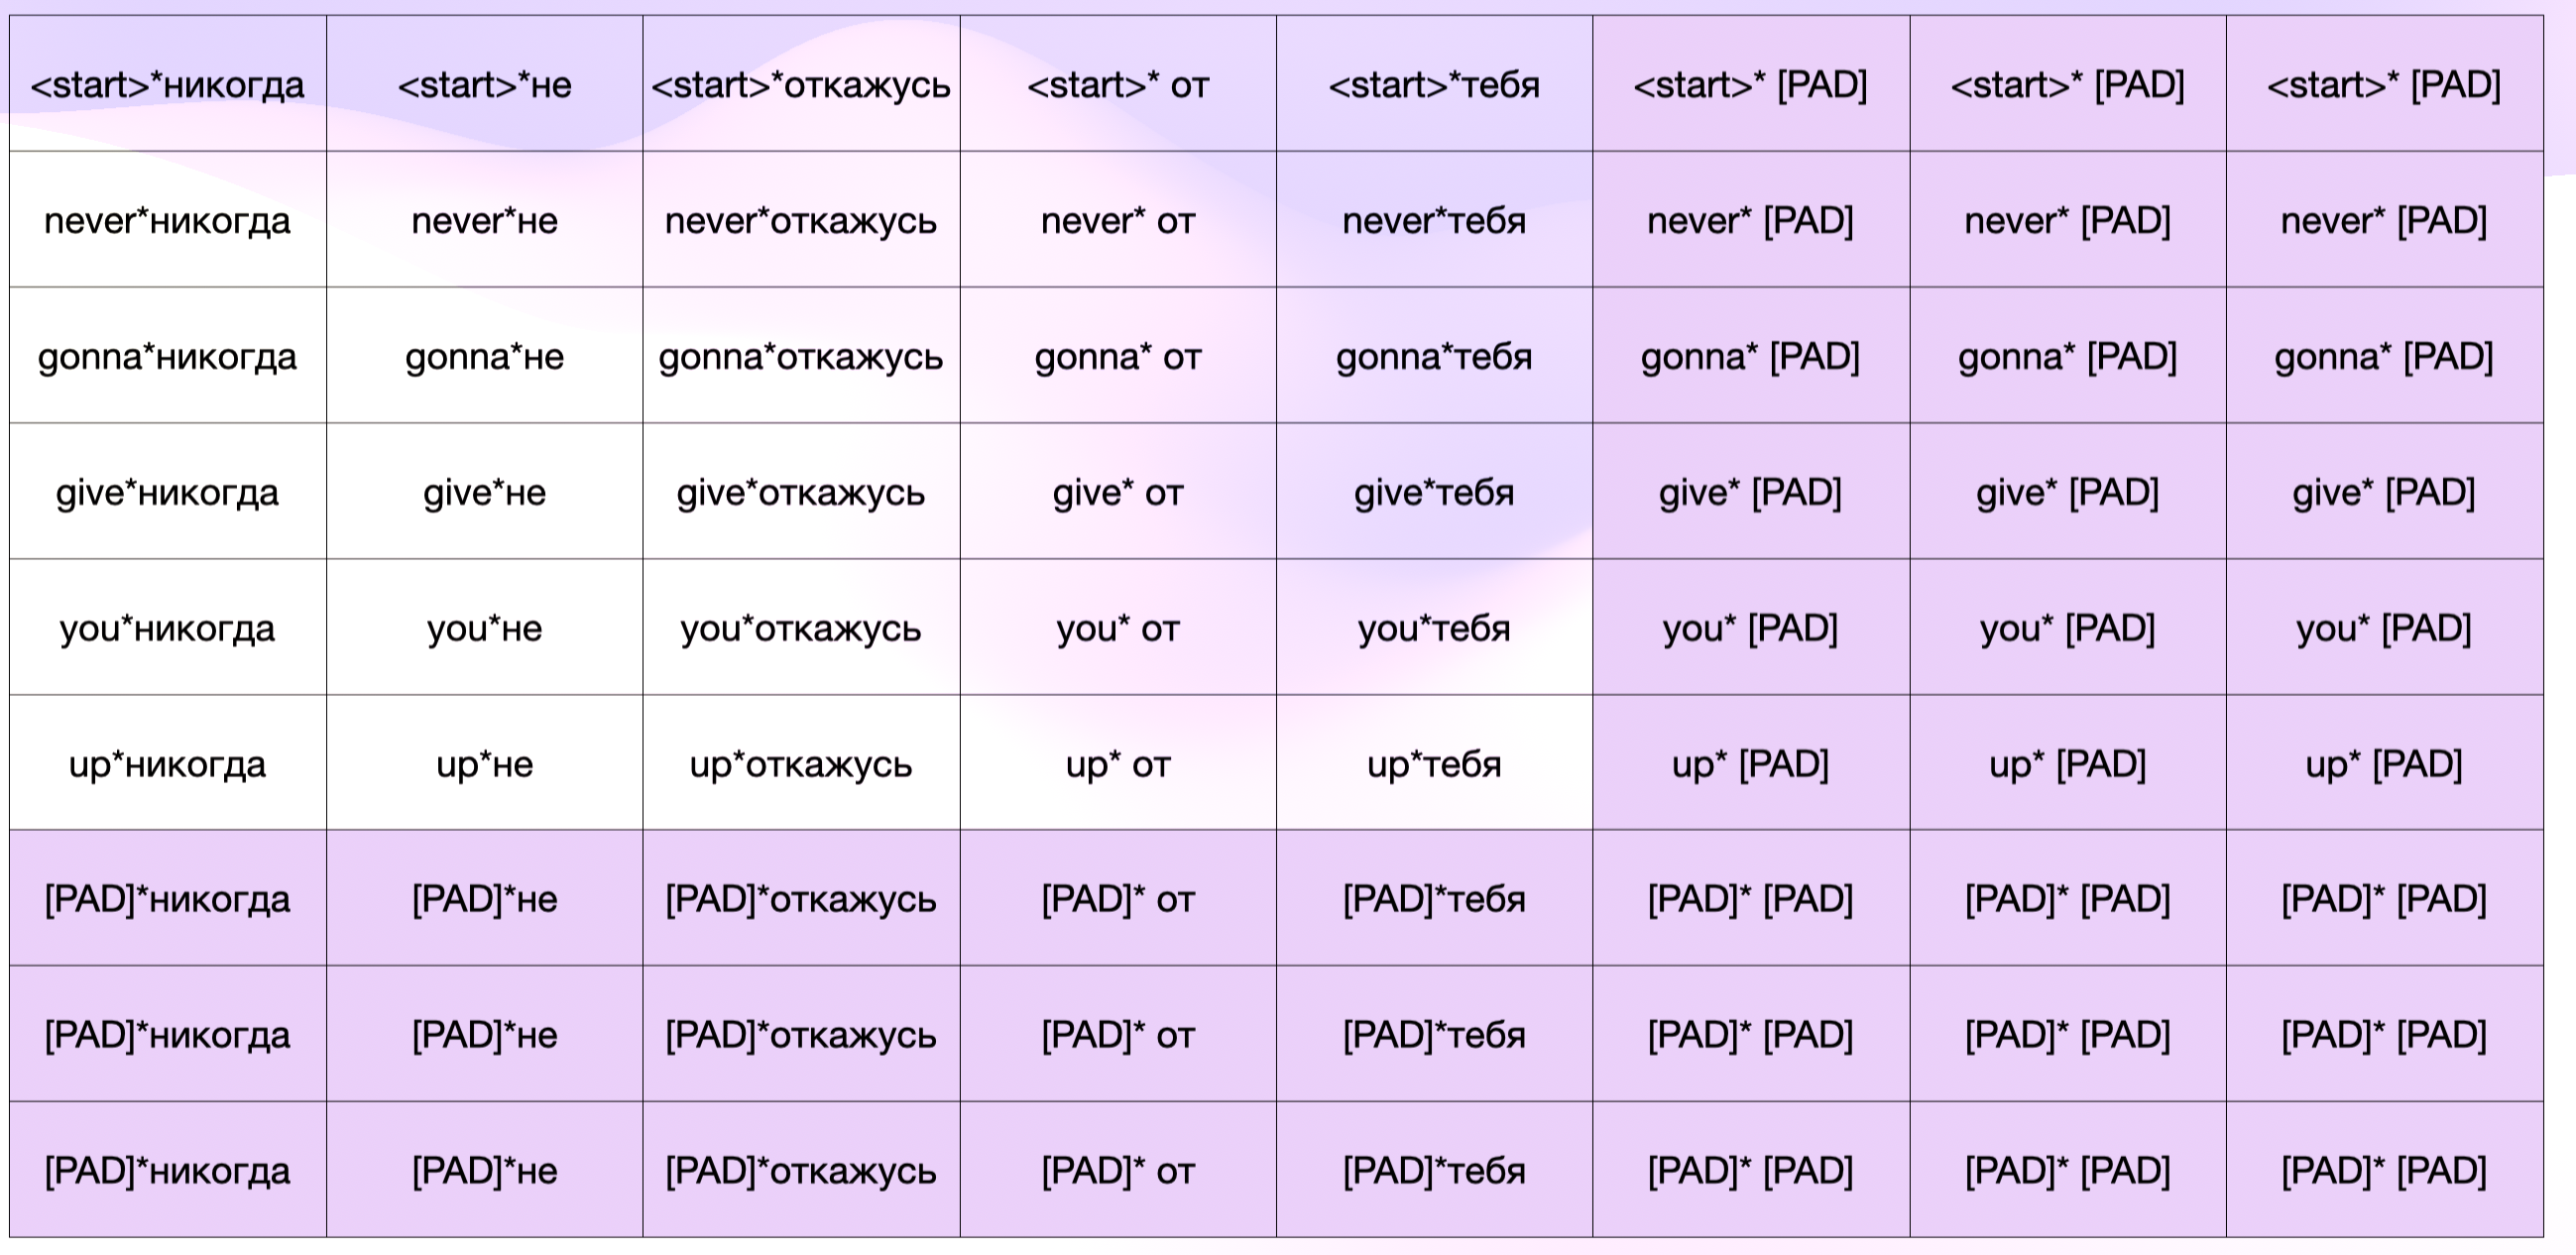 <start>*никогда <start>*не <start>*откажусь <start>* от <start>*тебя <start>* [PAD] <start>* [PAD] <start>* [PAD]
never*никогда never*не never*откажусь never* от never*тебя never* [PAD] never* [PAD] never* [PAD]
gonna*никогда gonna*не gonna*откажусь gonna* от gonna*тебя gonna* [PAD] gonna* [PAD] gonna* [PAD]
give*никогда give*не give*откажусь give* от give*тебя give* [PAD] give* [PAD] give* [PAD]
you*никогда you*не you*откажусь you* от you*тебя you* [PAD] you* [PAD] you* [PAD]
up*никогда up*не up*откажусь up* от up*тебя up* [PAD] up* [PAD] up* [PAD]
[PAD]*никогда [PAD]*не [PAD]*откажусь [PAD]* от [PAD]*тебя [PAD]* [PAD] [PAD]* [PAD] [PAD]* [PAD]
[PAD]*никогда [PAD]*не [PAD]*откажусь [PAD]* от [PAD]*тебя [PAD]* [PAD] [PAD]* [PAD] [PAD]* [PAD]
[PAD]*никогда [PAD]*не [PAD]*откажусь [PAD]* от [PAD]*тебя [PAD]* [PAD] [PAD]* [PAD] [PAD]* [PAD]